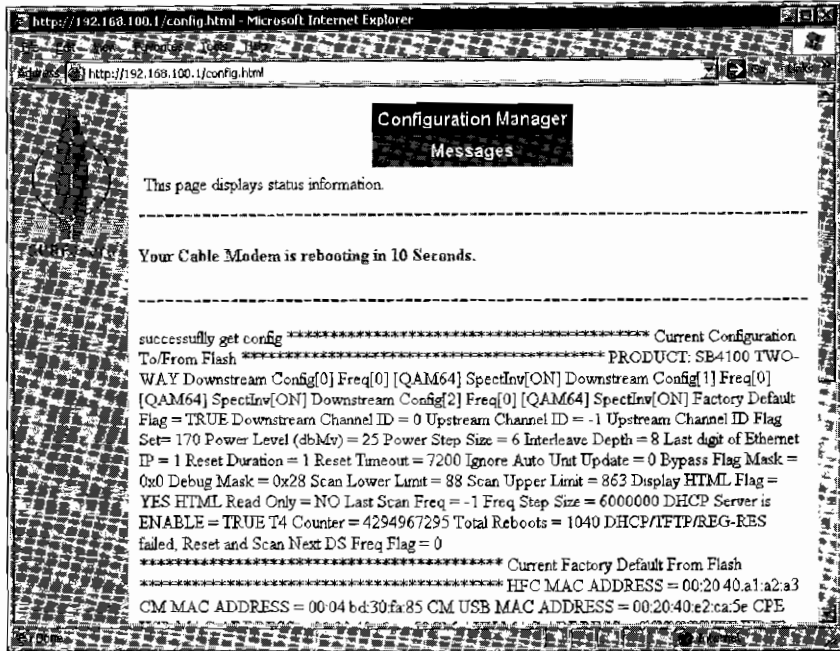 http://192.168.100.1/config.html - Microsoft Internet Explorer
File Edit View Favorites Tools Help
Address http://192.168.100.1/config.html Go Links
Configuration Manager
Messages
This page displays status information.
Your Cable Modem is rebooting in 10 Seconds.
successuflly get config ******************************************** Current Configuration
To/From Flash ******************************************** PRODUCT: SB4100 TWO-
WAY Downstream Config[0] Freq[0] [QAM64] SpectInv[ON] Downstream Config[1] Freq[0]
[QAM64] SpectInv[ON] Downstream Config[2] Freq[0] [QAM64] SpectInv[ON] Factory Default
Flag = TRUE Downstream Channel ID = 0 Upstream Channel ID = -1 Upstream Channel ID Flag
Set= 170 Power Level (dbMv) = 25 Power Step Size = 6 Interleave Depth = 8 Last digit of Ethernet
IP = 1 Reset Duration = 1 Reset Timeout = 7200 Ignore Auto Unit Update = 0 Bypass Flag Mask =
0x0 Debug Mask = 0x28 Scan Lower Limit = 88 Scan Upper Limit = 863 Display HTML Flag =
YES HTML Read Only = NO Last Scan Freq = -1 Freq Step Size = 6000000 DHCP Server is
ENABLE = TRUE T4 Counter = 4294967295 Total Reboots = 1040 DHCP/TFTP/REG-RES
failed, Reset and Scan Next DS Freq Flag = 0
******************************************** Current Factory Default From Flash
******************************************** HFC MAC ADDRESS = 00:20:40:a1:a2:a3
CM MAC ADDRESS = 00:04:bd:30:fa:85 CM USB MAC ADDRESS = 00:20:40:e2:ca:5e CPE